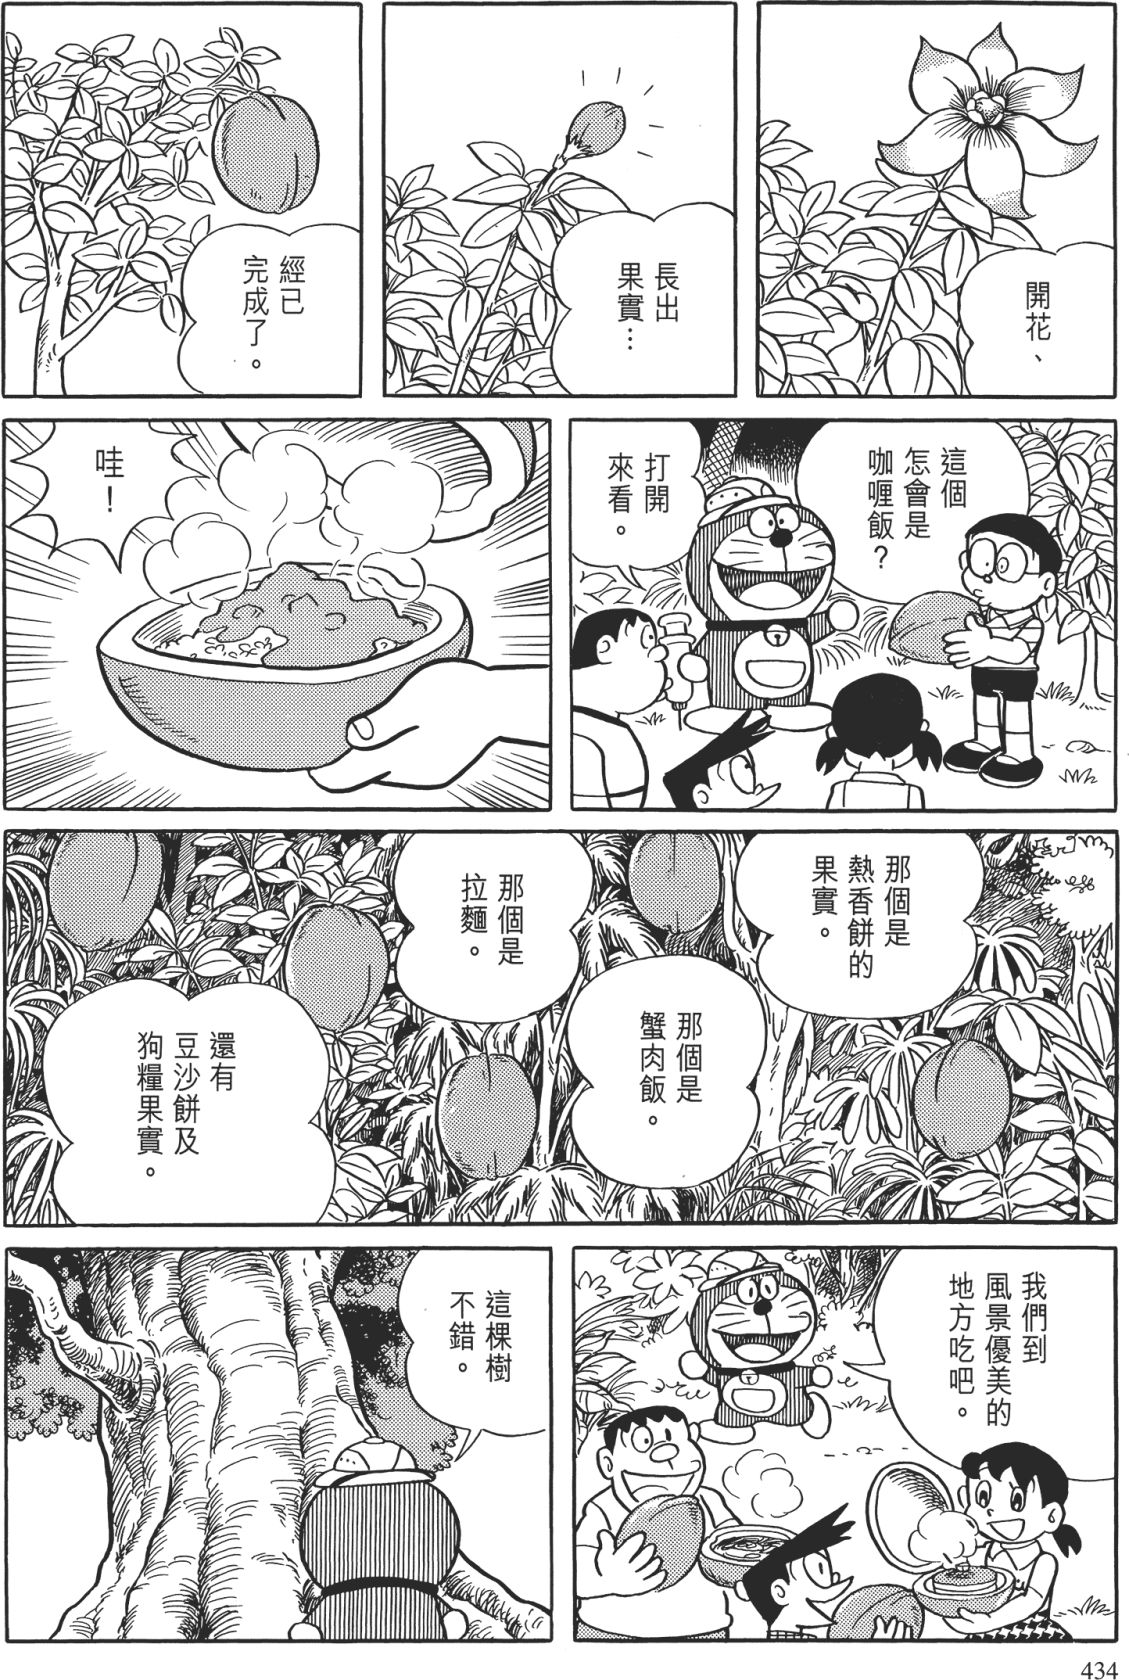 開花、
長出
果實…
經已
完成了。
這個
怎會是
咖喱飯？
打開
來看。
哇！
那個是
熱香餅的
果實。
那個是
蟹肉飯。
那個是
拉麵。
還有
豆沙餅及
狗糧果實。
我們到
風景優美的
地方吃吧。
這棵樹
不錯。
434